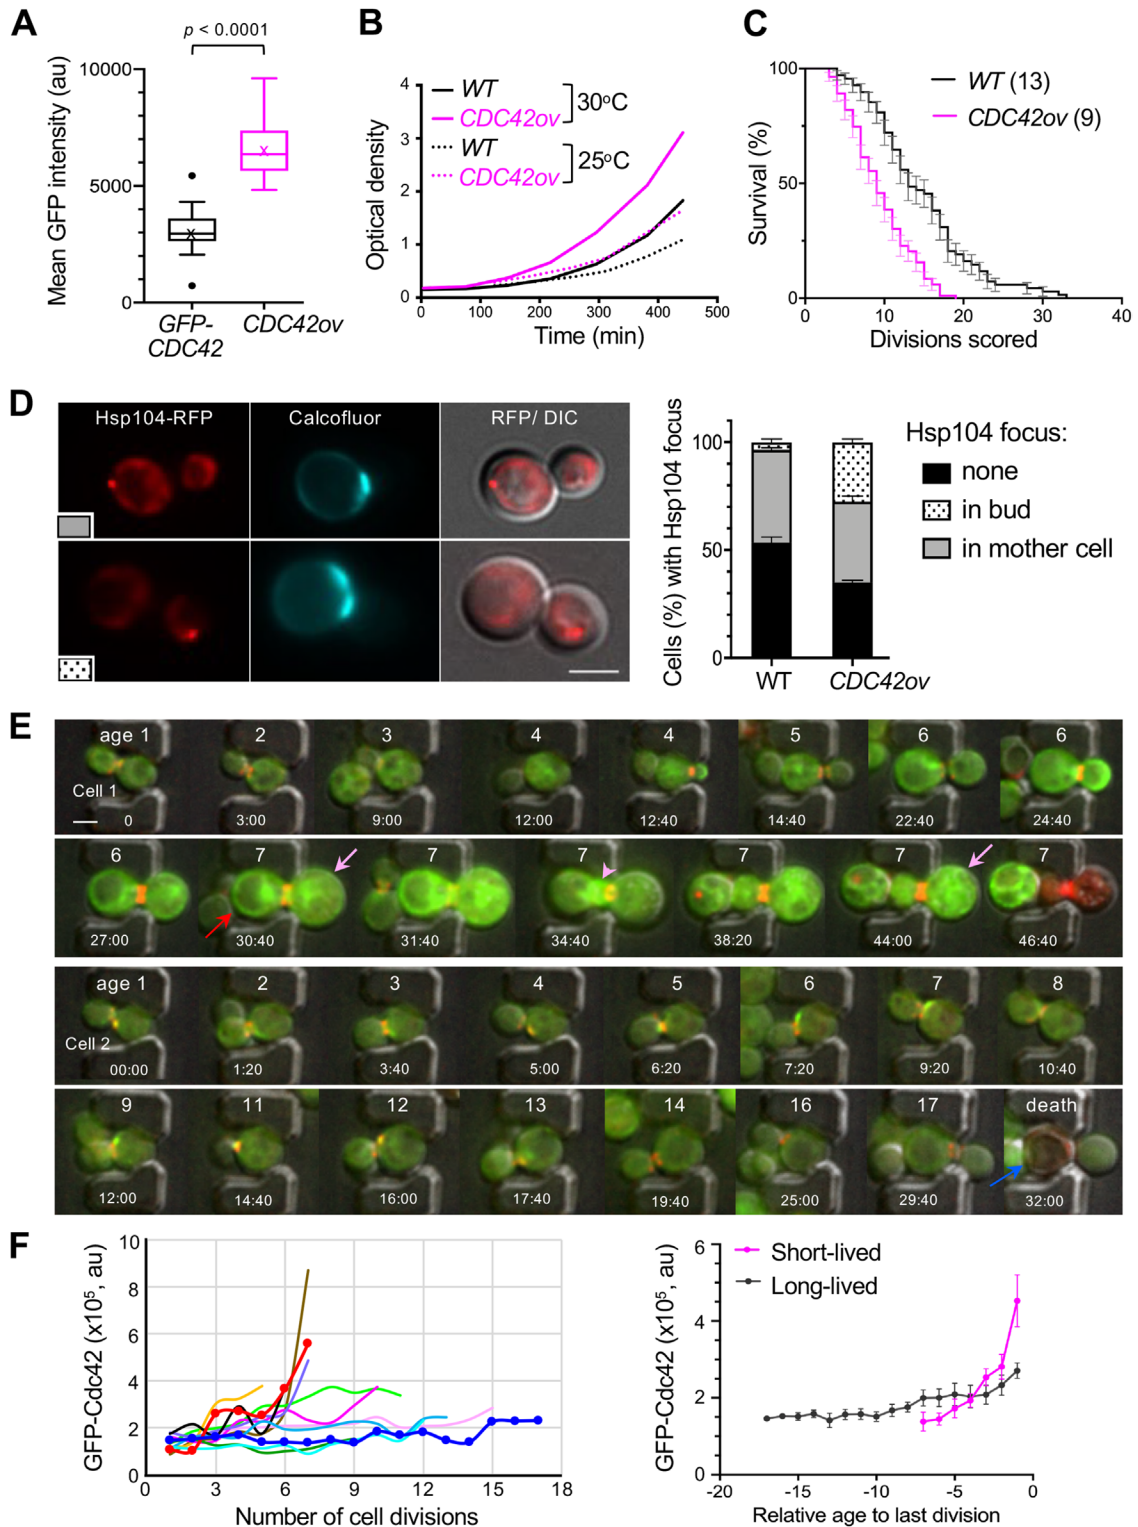 A
p < 0.0001
Mean GFP intensity (au)
10000
5000
0
GFP-
CDC42
CDC42ov
B
Optical density
4
3
2
1
0
WT
CDC42ov
30°C
WT
CDC42ov
25°C
0 100 200 300 400 500
Time (min)
C
Survival (%)
100
50
0
WT (13)
CDC42ov (9)
0 10 20 30 40
Divisions scored
D
Hsp104-RFP Calcofluor RFP/ DIC
Cells (%) with Hsp104 focus
100
50
0
WT CDC42ov
Hsp104 focus:
none
in bud
in mother cell
E
age 1 2 3 4 4 5 6 6
Cell 1
0 3:00 9:00 12:00 12:40 14:40 22:40 24:40
6 7 7 7 7 7 7
27:00 30:40 31:40 34:40 38:20 44:00 46:40
age 1 2 3 4 5 6 7 8
Cell 2
00:00 1:20 3:40 5:00 6:20 7:20 9:20 10:40
9 11 12 13 14 16 17 death
12:00 14:40 16:00 17:40 19:40 25:00 29:40 32:00
F
GFP-Cdc42 (x10⁵, au)
10
8
6
4
2
0
0 3 6 9 12 15 18
Number of cell divisions
GFP-Cdc42 (x10⁵, au)
6
4
2
0
Short-lived
Long-lived
-20 -15 -10 -5 0
Relative age to last division